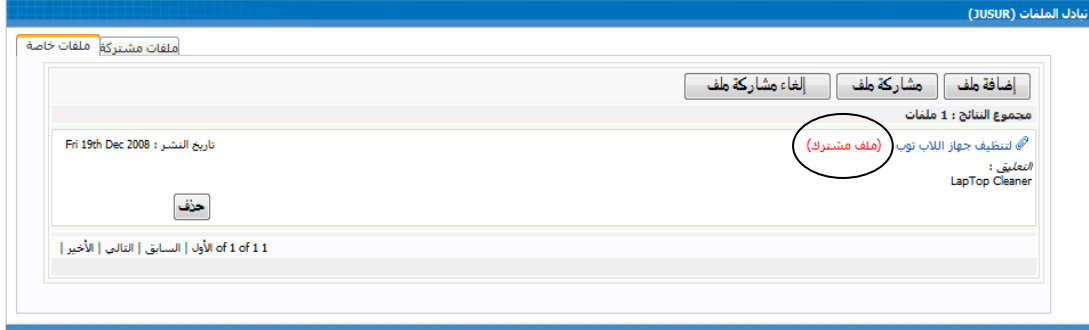 تبادل الملفات (JUSUR)
ملفات مشتركة ملفات خاصة
إضافة ملف مشاركة ملف إلغاء مشاركة ملف
مجموع النتائج : 1 ملفات
لتنظيف جهاز اللاب توب (ملف مشترك) تاريخ النشر : Fri 19th Dec 2008
التعليق :
LapTop Cleaner
حذف
1 of 1 of 1 الأول | السابق | التالي | الأخير |